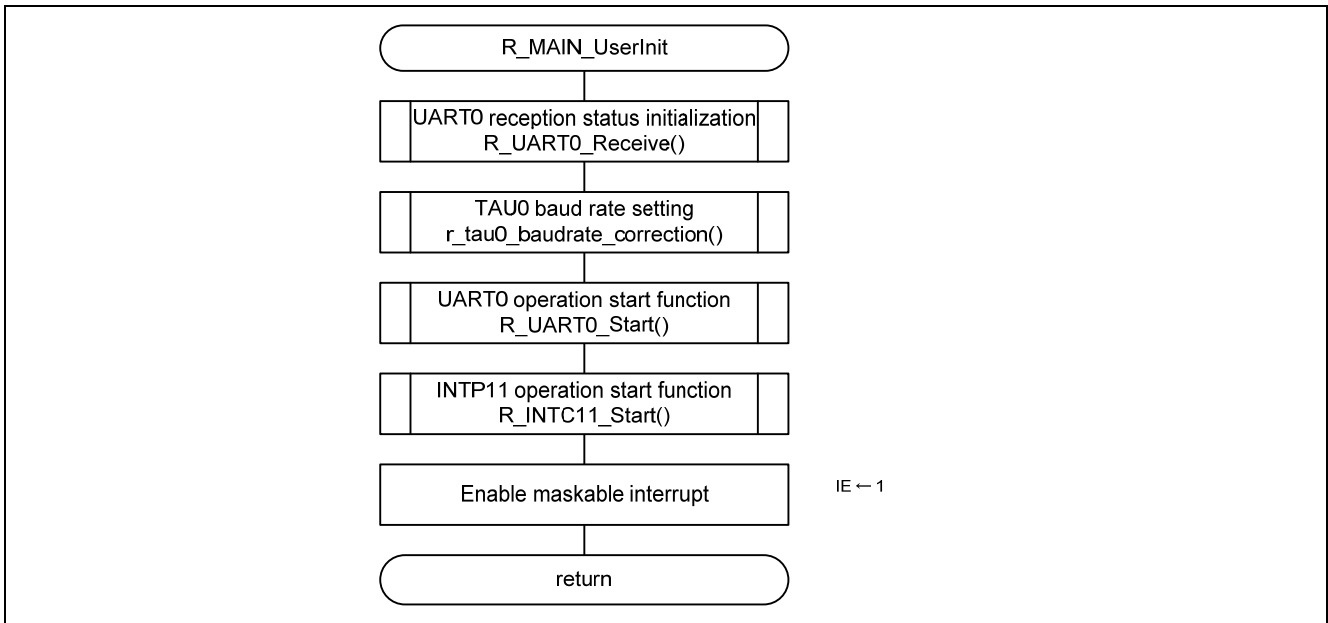 R_MAIN_UserInit
UART0 reception status initialization
R_UART0_Receive()
TAU0 baud rate setting
r_tau0_baudrate_correction()
UART0 operation start function
R_UART0_Start()
INTP11 operation start function
R_INTC11_Start()
Enable maskable interrupt
IE ← 1
return